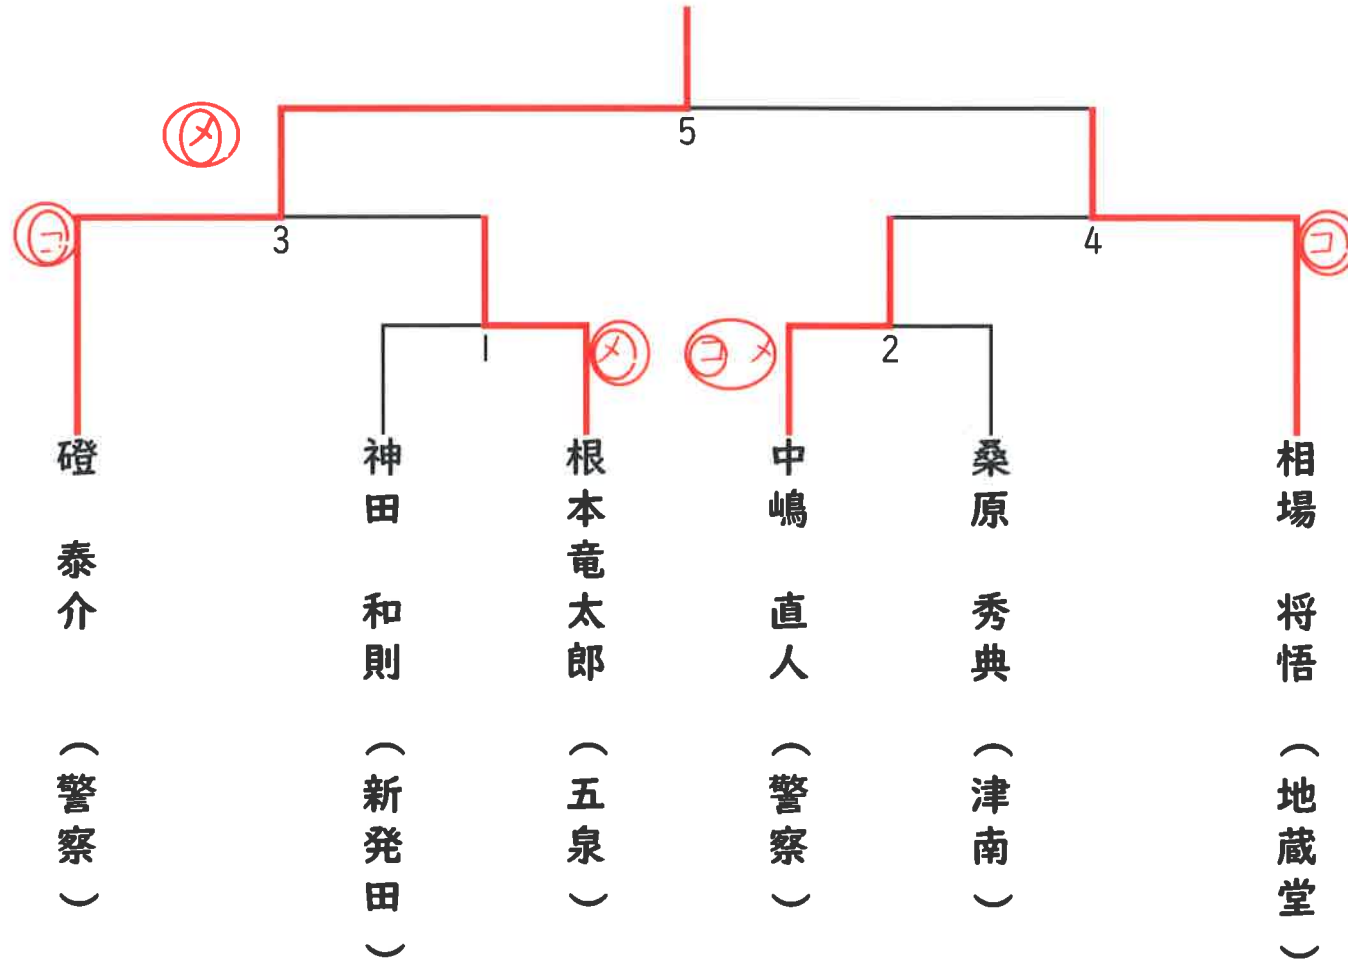 メ
5
コ
3
4
コ
1
メ
コ メ
2
磴 泰介 （警察）
神田 和則 （新発田）
根本竜太郎 （五泉）
中嶋 直人 （警察）
桑原 秀典 （津南）
相場 将悟 （地蔵堂）